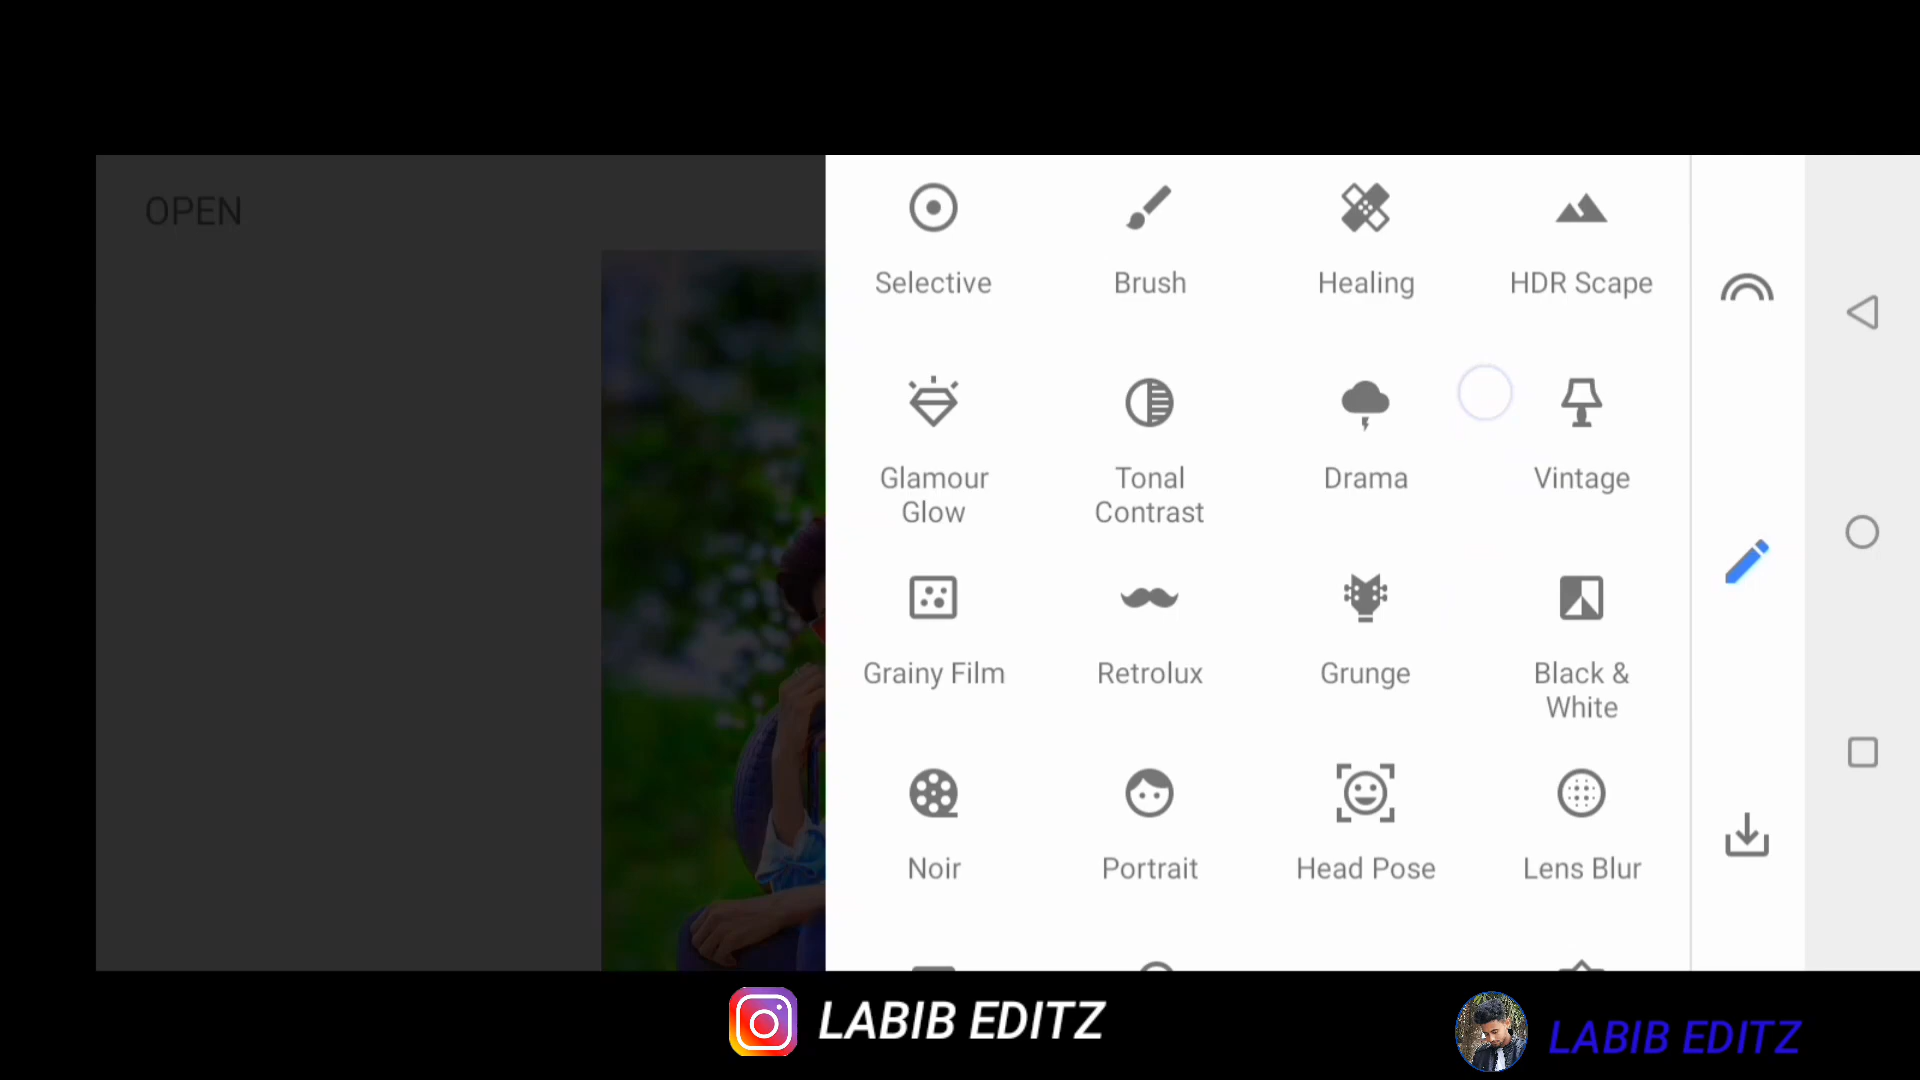 OPEN
Selective
Brush
Healing
HDR Scape
Glamour
Glow
Tonal
Contrast
Drama
Vintage
Grainy Film
Retrolux
Grunge
Black &
White
Noir
Portrait
Head Pose
Lens Blur
LABIB EDITZ
LABIB EDITZ